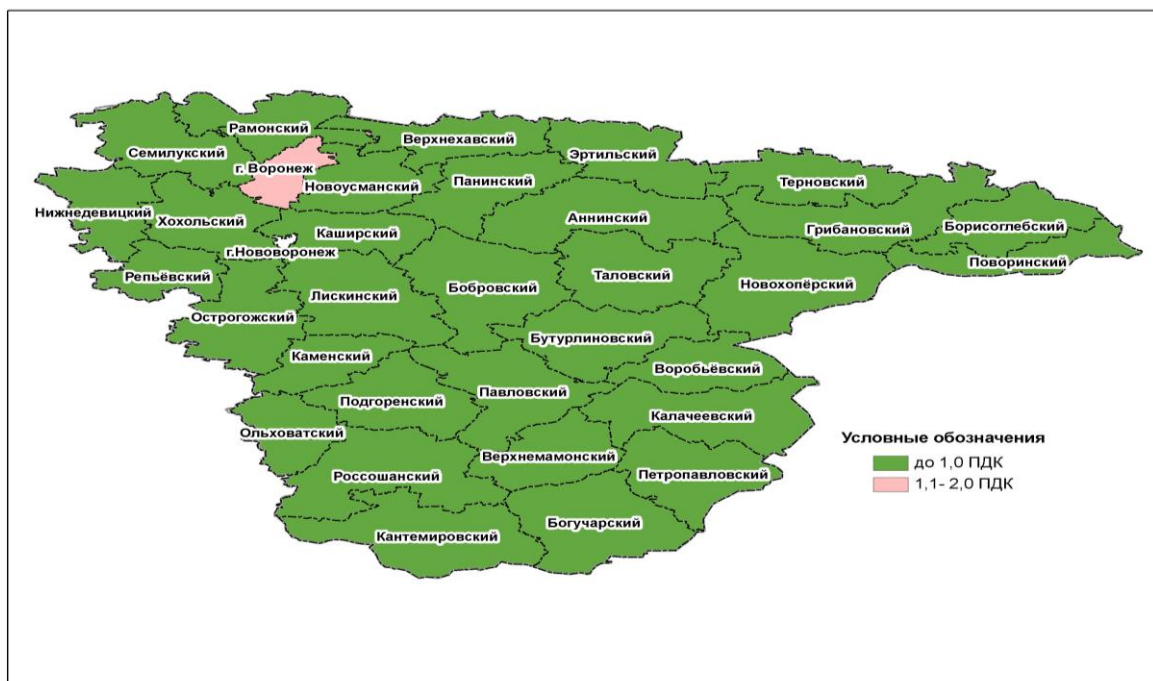 Рамонский
Верхнехавский
Семилукский
Эртильский
г. Воронеж
Панинский
Терновский
Новоусманский
Нижнедевицкий
Хохольский
Аннинский
Каширский
Грибановский
Борисоглебский
г.Нововоронеж
Поворинский
Репьёвский
Таловский
Новохопёрский
Лискинский
Бобровский
Острогожский
Бутурлиновский
Каменский
Воробьёвский
Павловский
Подгоренский
Калачеевский
Ольховатский
Верхнемамонский
Россошанский
Петропавловский
Богучарский
Кантемировский
Условные обозначения
до 1,0 ПДК
1,1- 2,0 ПДК